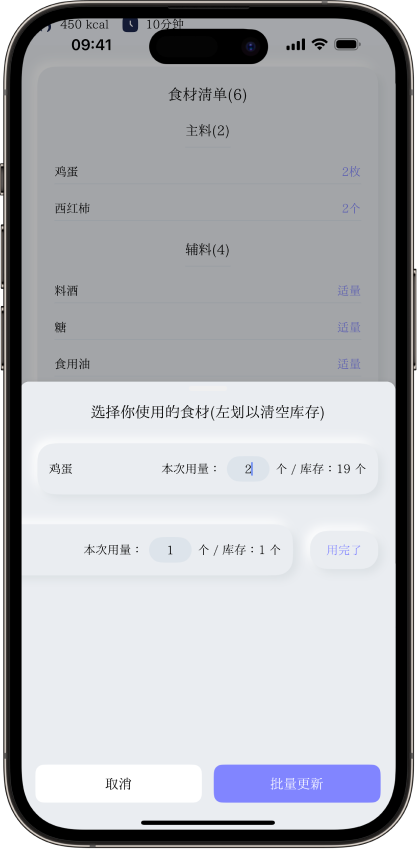 450 kcal 10分钟
09:41
食材清单(6)
主料(2)
鸡蛋 2枚
西红柿 2个
辅料(4)
料酒 适量
糖 适量
食用油 适量
选择你使用的食材(左划以清空库存)
鸡蛋 本次用量： 2 个 / 库存：19 个
本次用量： 1 个 / 库存：1 个 用完了
取消 批量更新